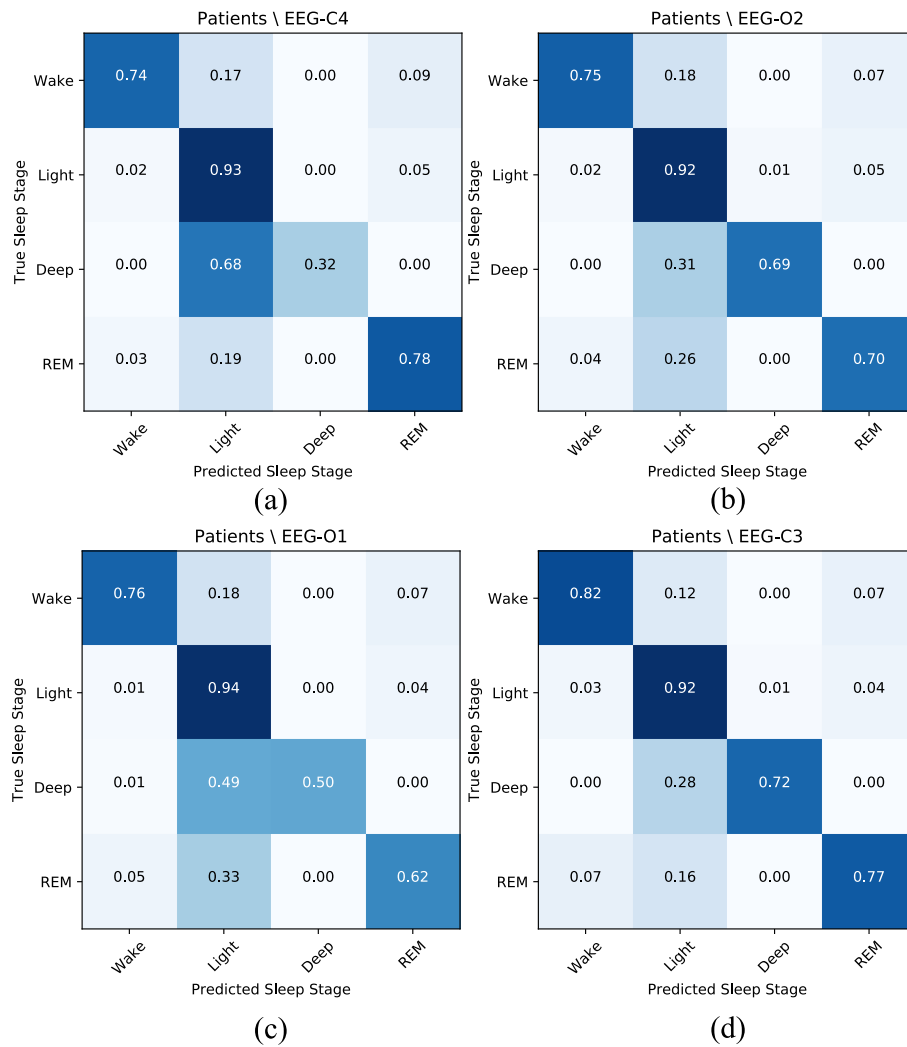 Patients \ EEG-C4
True Sleep Stage
Wake 0.74 0.17 0.00 0.09
Light 0.02 0.93 0.00 0.05
Deep 0.00 0.68 0.32 0.00
REM 0.03 0.19 0.00 0.78
Wake Light Deep REM
Predicted Sleep Stage
(a)
Patients \ EEG-O2
True Sleep Stage
Wake 0.75 0.18 0.00 0.07
Light 0.02 0.92 0.01 0.05
Deep 0.00 0.31 0.69 0.00
REM 0.04 0.26 0.00 0.70
Wake Light Deep REM
Predicted Sleep Stage
(b)
Patients \ EEG-O1
True Sleep Stage
Wake 0.76 0.18 0.00 0.07
Light 0.01 0.94 0.00 0.04
Deep 0.01 0.49 0.50 0.00
REM 0.05 0.33 0.00 0.62
Wake Light Deep REM
Predicted Sleep Stage
(c)
Patients \ EEG-C3
True Sleep Stage
Wake 0.82 0.12 0.00 0.07
Light 0.03 0.92 0.01 0.04
Deep 0.00 0.28 0.72 0.00
REM 0.07 0.16 0.00 0.77
Wake Light Deep REM
Predicted Sleep Stage
(d)